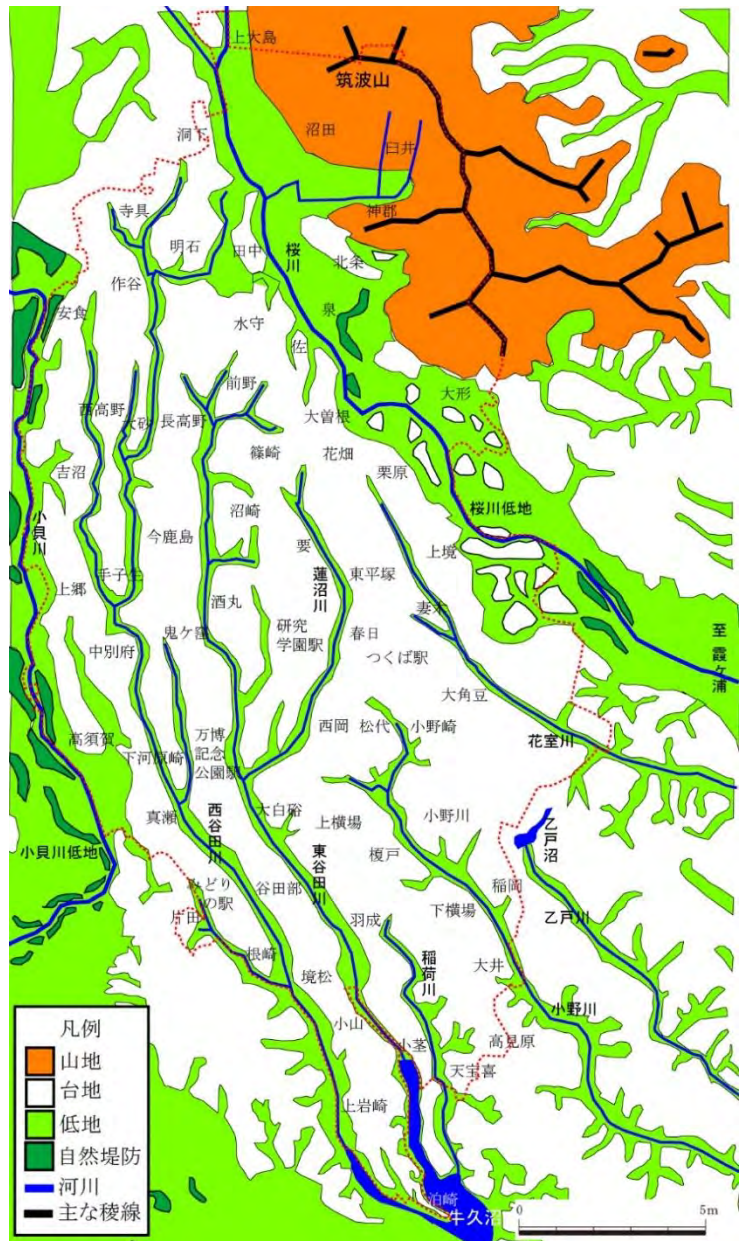 上大島
筑波山
洞下
沼田
臼井
寺具
神郡
明石
田中
桜川
北条
作谷
安食
泉
水守
佐
前野
西高野
大砂
長高野
大形
大曽根
篠崎
花畑
栗原
吉沼
沼崎
桜川低地
小貝川
今鹿島
要
上境
手子生
上郷
蓮沼川
東平塚
酒丸
妻木
鬼ケ窪
研究
学園駅
春日
つくば駅
中別府
至 霞ケ浦
大角豆
高須賀
万博
記念
公園駅
西岡
松代
小野崎
花室川
下河原崎
真瀬
西谷田川
大白硲
上横場
小野川
乙戸沼
小貝川低地
榎戸
みどり
の駅
谷田部
東谷田川
稲岡
片田
羽成
下横場
乙戸川
根崎
境松
稲荷川
大井
小野川
小山
小茎
高見原
天宝喜
上岩崎
泊崎
牛久沼
凡例
山地
台地
低地
自然堤防
河川
主な稜線
0
5m